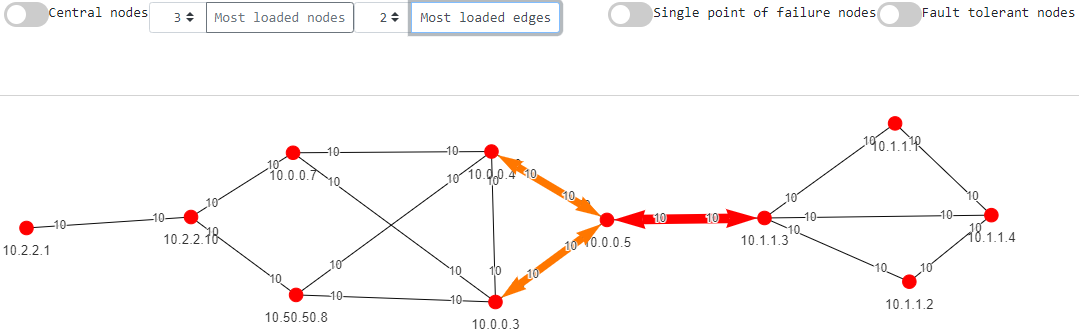 Central nodes 3 Most loaded nodes 2 Most loaded edges Single point of failure nodes Fault tolerant nodes
10 10 10.1.1.1
10 10 10 10.0.0.7 10 10.0.0.4 10 10 10
10 10 10 10 10 10
10.2.2.1 10 10 10.2.2.10 10 10.0.0.5 10 10 10.1.1.3 10 10 10 10 10.1.1.4
10 10 10 10 10 10 10 10
10.50.50.8 10 10 10.0.0.3 10.1.1.2